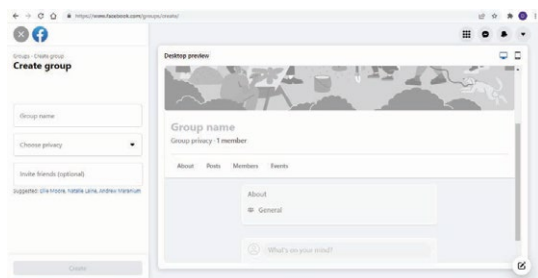 https://www.facebook.com/groups/create/
Groups · Create group
Create group
Group name
Choose privacy
Invite friends (optional)
Suggested:
Create
Desktop preview
Group name
Group privacy · 1 member
About Posts Members Events
About
General
What's on your mind?